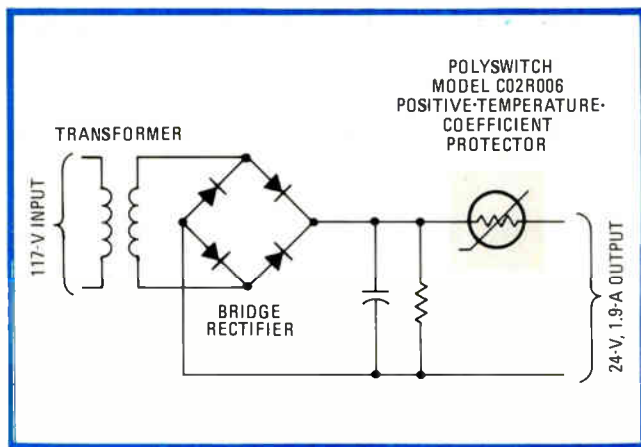 POLYSWITCH
MODEL C02R006
POSITIVE-TEMPERATURE-
COEFFICIENT
PROTECTOR
TRANSFORMER
117-V INPUT
BRIDGE
RECTIFIER
24-V, 1.9-A OUTPUT